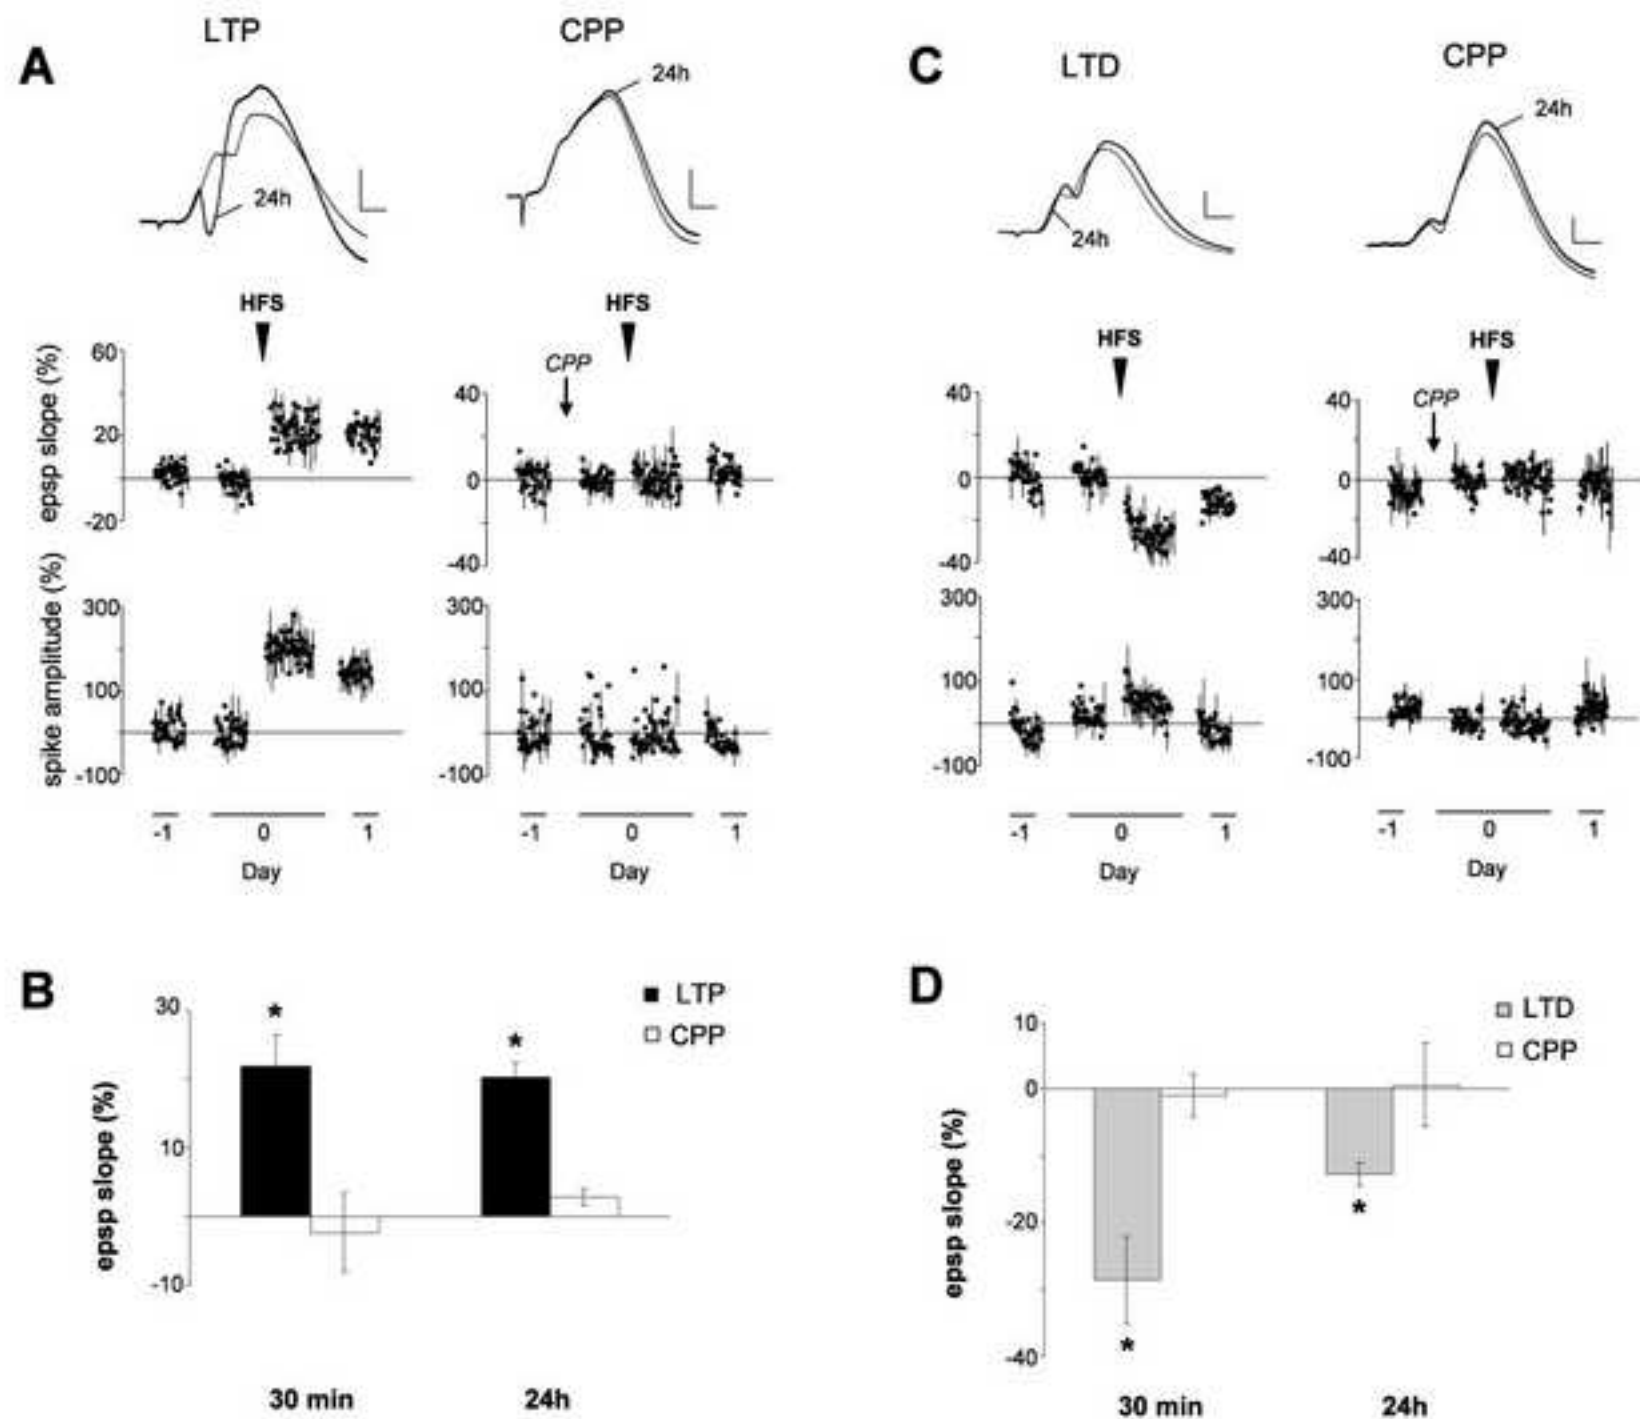 A
LTP
CPP
24h
24h
HFS
HFS
CPP
epsp slope (%)
60
20
-20
40
0
-40
spike amplitude (%)
300
100
-100
300
100
-100
-1 0 1
Day
-1 0 1
Day
B
LTP
CPP
epsp slope (%)
30
10
-10
*
*
30 min
24h
C
LTD
CPP
24h
24h
HFS
HFS
CPP
40
0
-40
40
0
-40
300
100
-100
300
100
-100
-1 0 1
Day
-1 0 1
Day
D
LTD
CPP
epsp slope (%)
10
0
-20
-40
*
*
30 min
24h